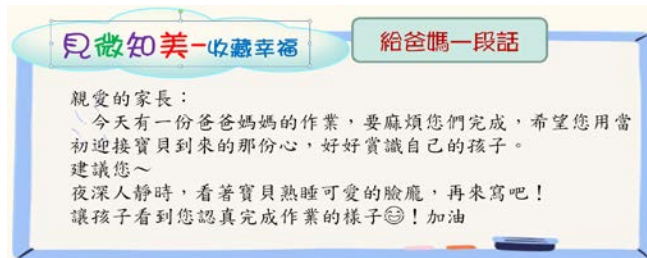 見微知美-收藏幸福
給爸媽一段話
親愛的家長：
今天有一份爸爸媽媽的作業，要麻煩您們完成，希望您用當
初迎接寶貝到來的那份心，好好賞識自己的孩子。
建議您～
夜深人靜時，看著寶貝熟睡可愛的臉龐，再來寫吧！
讓孩子看到您認真完成作業的樣子😊！加油